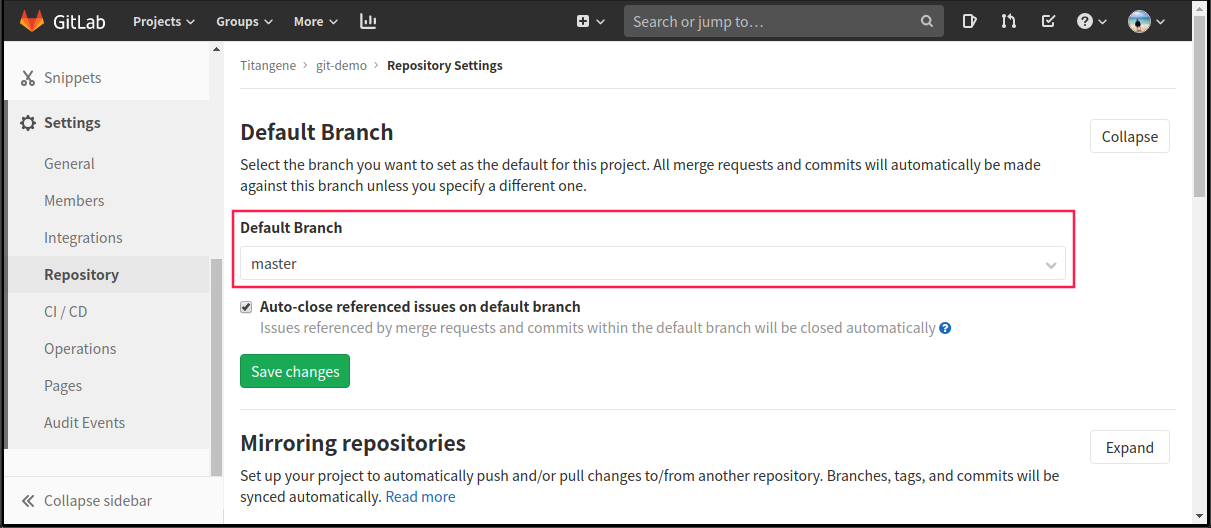 GitLab Projects Groups More Search or jump to…
Snippets
Settings
General
Members
Integrations
Repository
CI / CD
Operations
Pages
Audit Events
Collapse sidebar
Titangene › git-demo › Repository Settings
Default Branch
Collapse
Select the branch you want to set as the default for this project. All merge requests and commits will automatically be made
against this branch unless you specify a different one.
Default Branch
master
Auto-close referenced issues on default branch
Issues referenced by merge requests and commits within the default branch will be closed automatically
Save changes
Mirroring repositories
Expand
Set up your project to automatically push and/or pull changes to/from another repository. Branches, tags, and commits will be
synced automatically. Read more